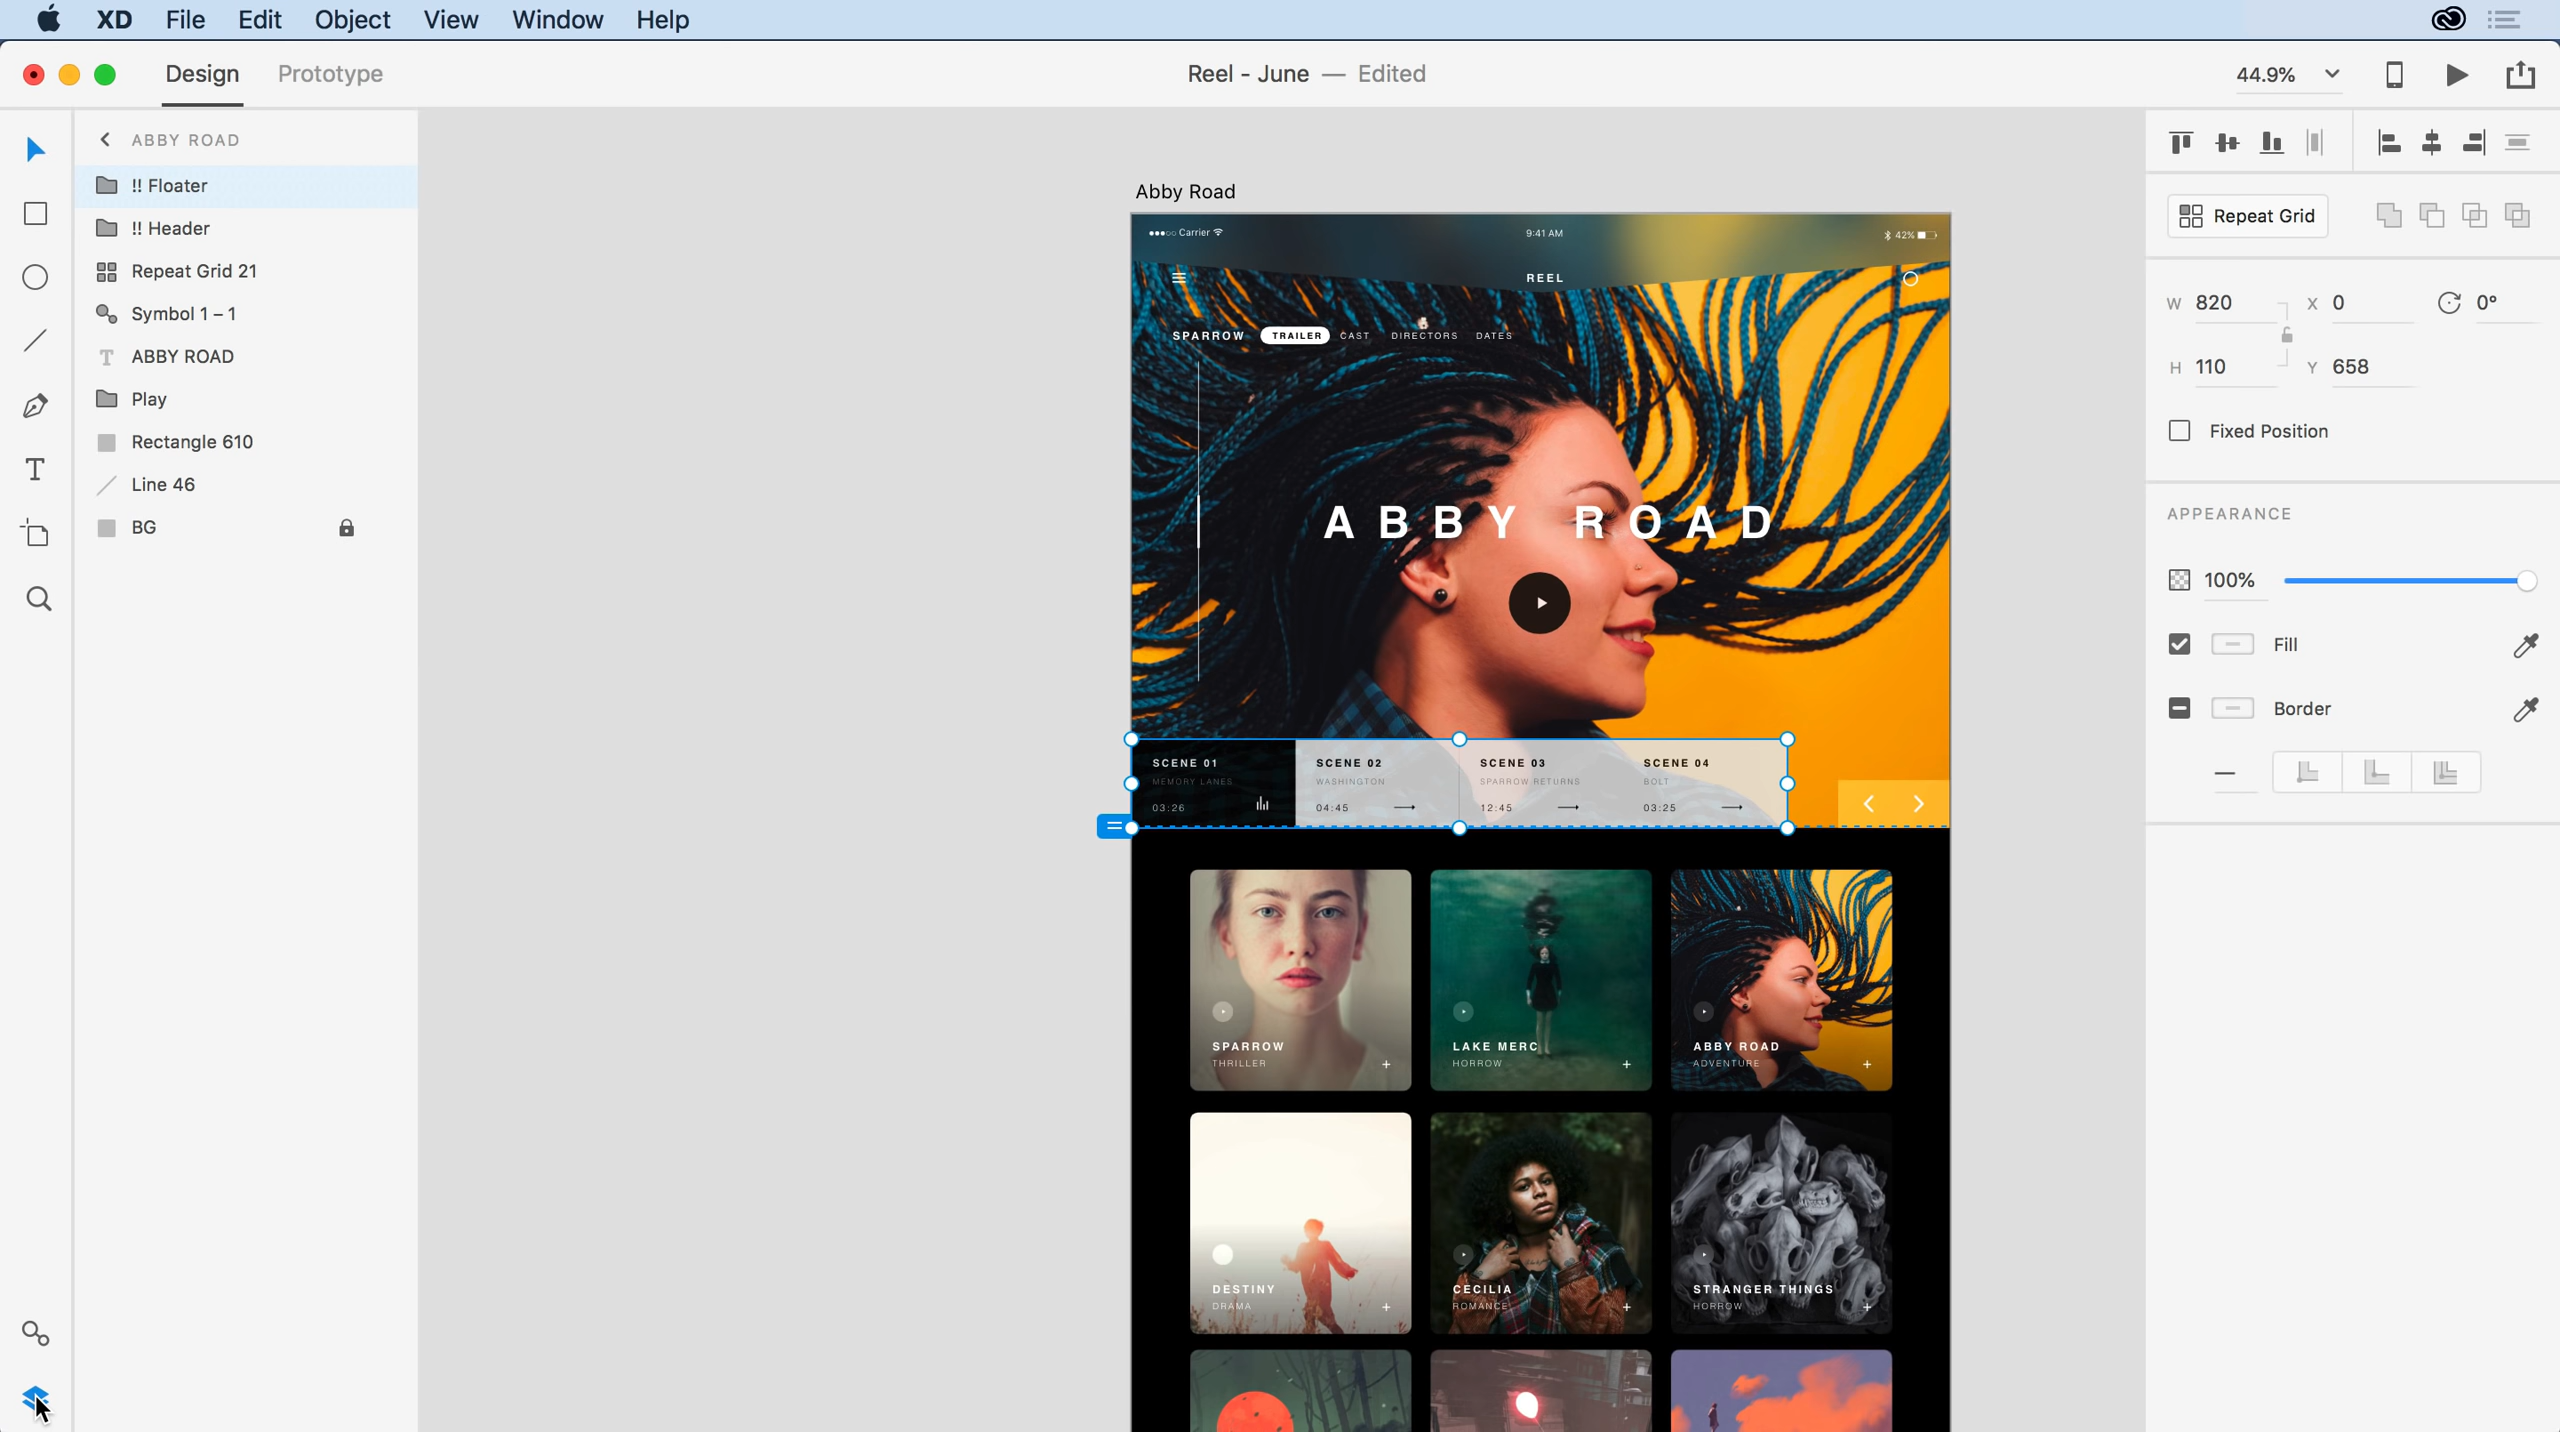 XD File Edit Object View Window Help
Design Prototype
Reel - June — Edited
44.9%
ABBY ROAD
!! Floater
!! Header
Repeat Grid 21
Symbol 1 – 1
ABBY ROAD
Play
Rectangle 610
Line 46
BG
Abby Road
Carrier
9:41 AM
42%
REEL
SPARROW TRAILER CAST DIRECTORS DATES
ABBY ROAD
SCENE 01 SCENE 02 SCENE 03 SCENE 04
MEMORY LANES WASHINGTON SPARROW RETURNS BOLT
03:26 04:45 12:45 03:25
SPARROW LAKE MERC ABBY ROAD
THRILLER HORROW ADVENTURE
DESTINY CECILIA STRANGER THINGS
DRAMA ROMANCE HORROW
Repeat Grid
W 820 X 0 0°
H 110 Y 658
Fixed Position
APPEARANCE
100%
Fill
Border